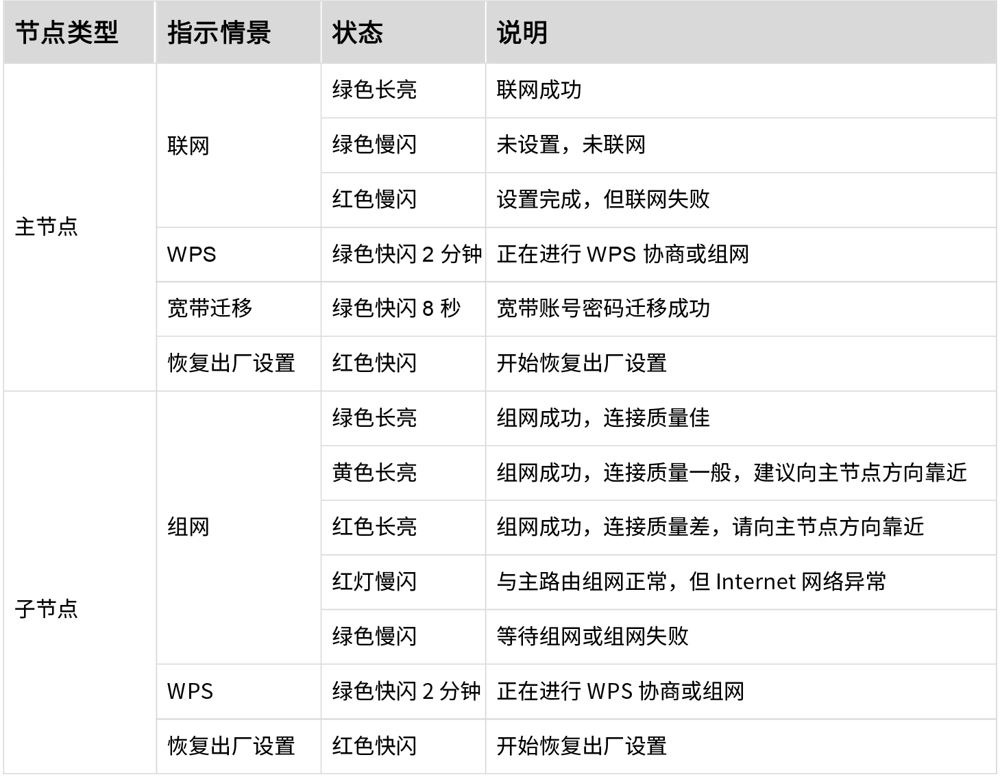 节点类型 指示情景 状态 说明
主节点
联网
绿色长亮 联网成功
绿色慢闪 未设置，未联网
红色慢闪 设置完成，但联网失败
WPS 绿色快闪 2 分钟 正在进行 WPS 协商或组网
宽带迁移 绿色快闪 8 秒 宽带账号密码迁移成功
恢复出厂设置 红色快闪 开始恢复出厂设置
子节点
组网
绿色长亮 组网成功，连接质量佳
黄色长亮 组网成功，连接质量一般，建议向主节点方向靠近
红色长亮 组网成功，连接质量差，请向主节点方向靠近
红灯慢闪 与主路由组网正常，但 Internet 网络异常
绿色慢闪 等待组网或组网失败
WPS 绿色快闪 2 分钟 正在进行 WPS 协商或组网
恢复出厂设置 红色快闪 开始恢复出厂设置